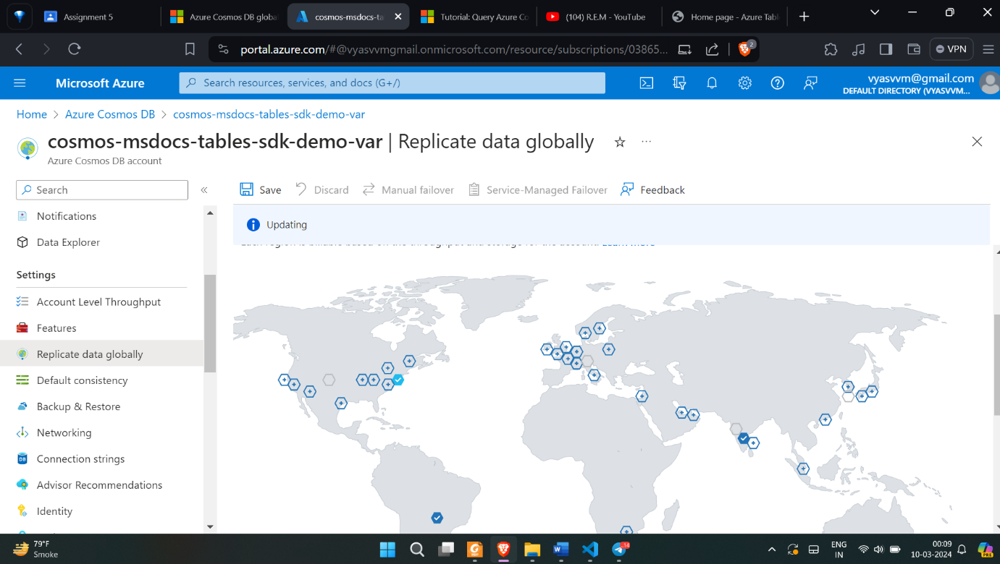 Assignment 5
Azure Cosmos DB globa
cosmos-msdocs-ta
Tutorial: Query Azure Co
(104) R.E.M - YouTube
Home page - Azure Tabl
portal.azure.com/#@vyasvvmgmail.onmicrosoft.com/resource/subscriptions/03865...
2
VPN
Microsoft Azure
Search resources, services, and docs (G+/)
vyasvvm@gmail.com
DEFAULT DIRECTORY (VYASVVM...
Home > Azure Cosmos DB > cosmos-msdocs-tables-sdk-demo-var
cosmos-msdocs-tables-sdk-demo-var | Replicate data globally
Azure Cosmos DB account
Search
Save
Discard
Manual failover
Service-Managed Failover
Feedback
Updating
Each region is billable based on the throughput and storage for the account. Learn more
Notifications
Data Explorer
Settings
Account Level Throughput
Features
Replicate data globally
Default consistency
Backup & Restore
Networking
Connection strings
Advisor Recommendations
Identity
79°F
Smoke
14
ENG
IN
00:09
10-03-2024
PRE